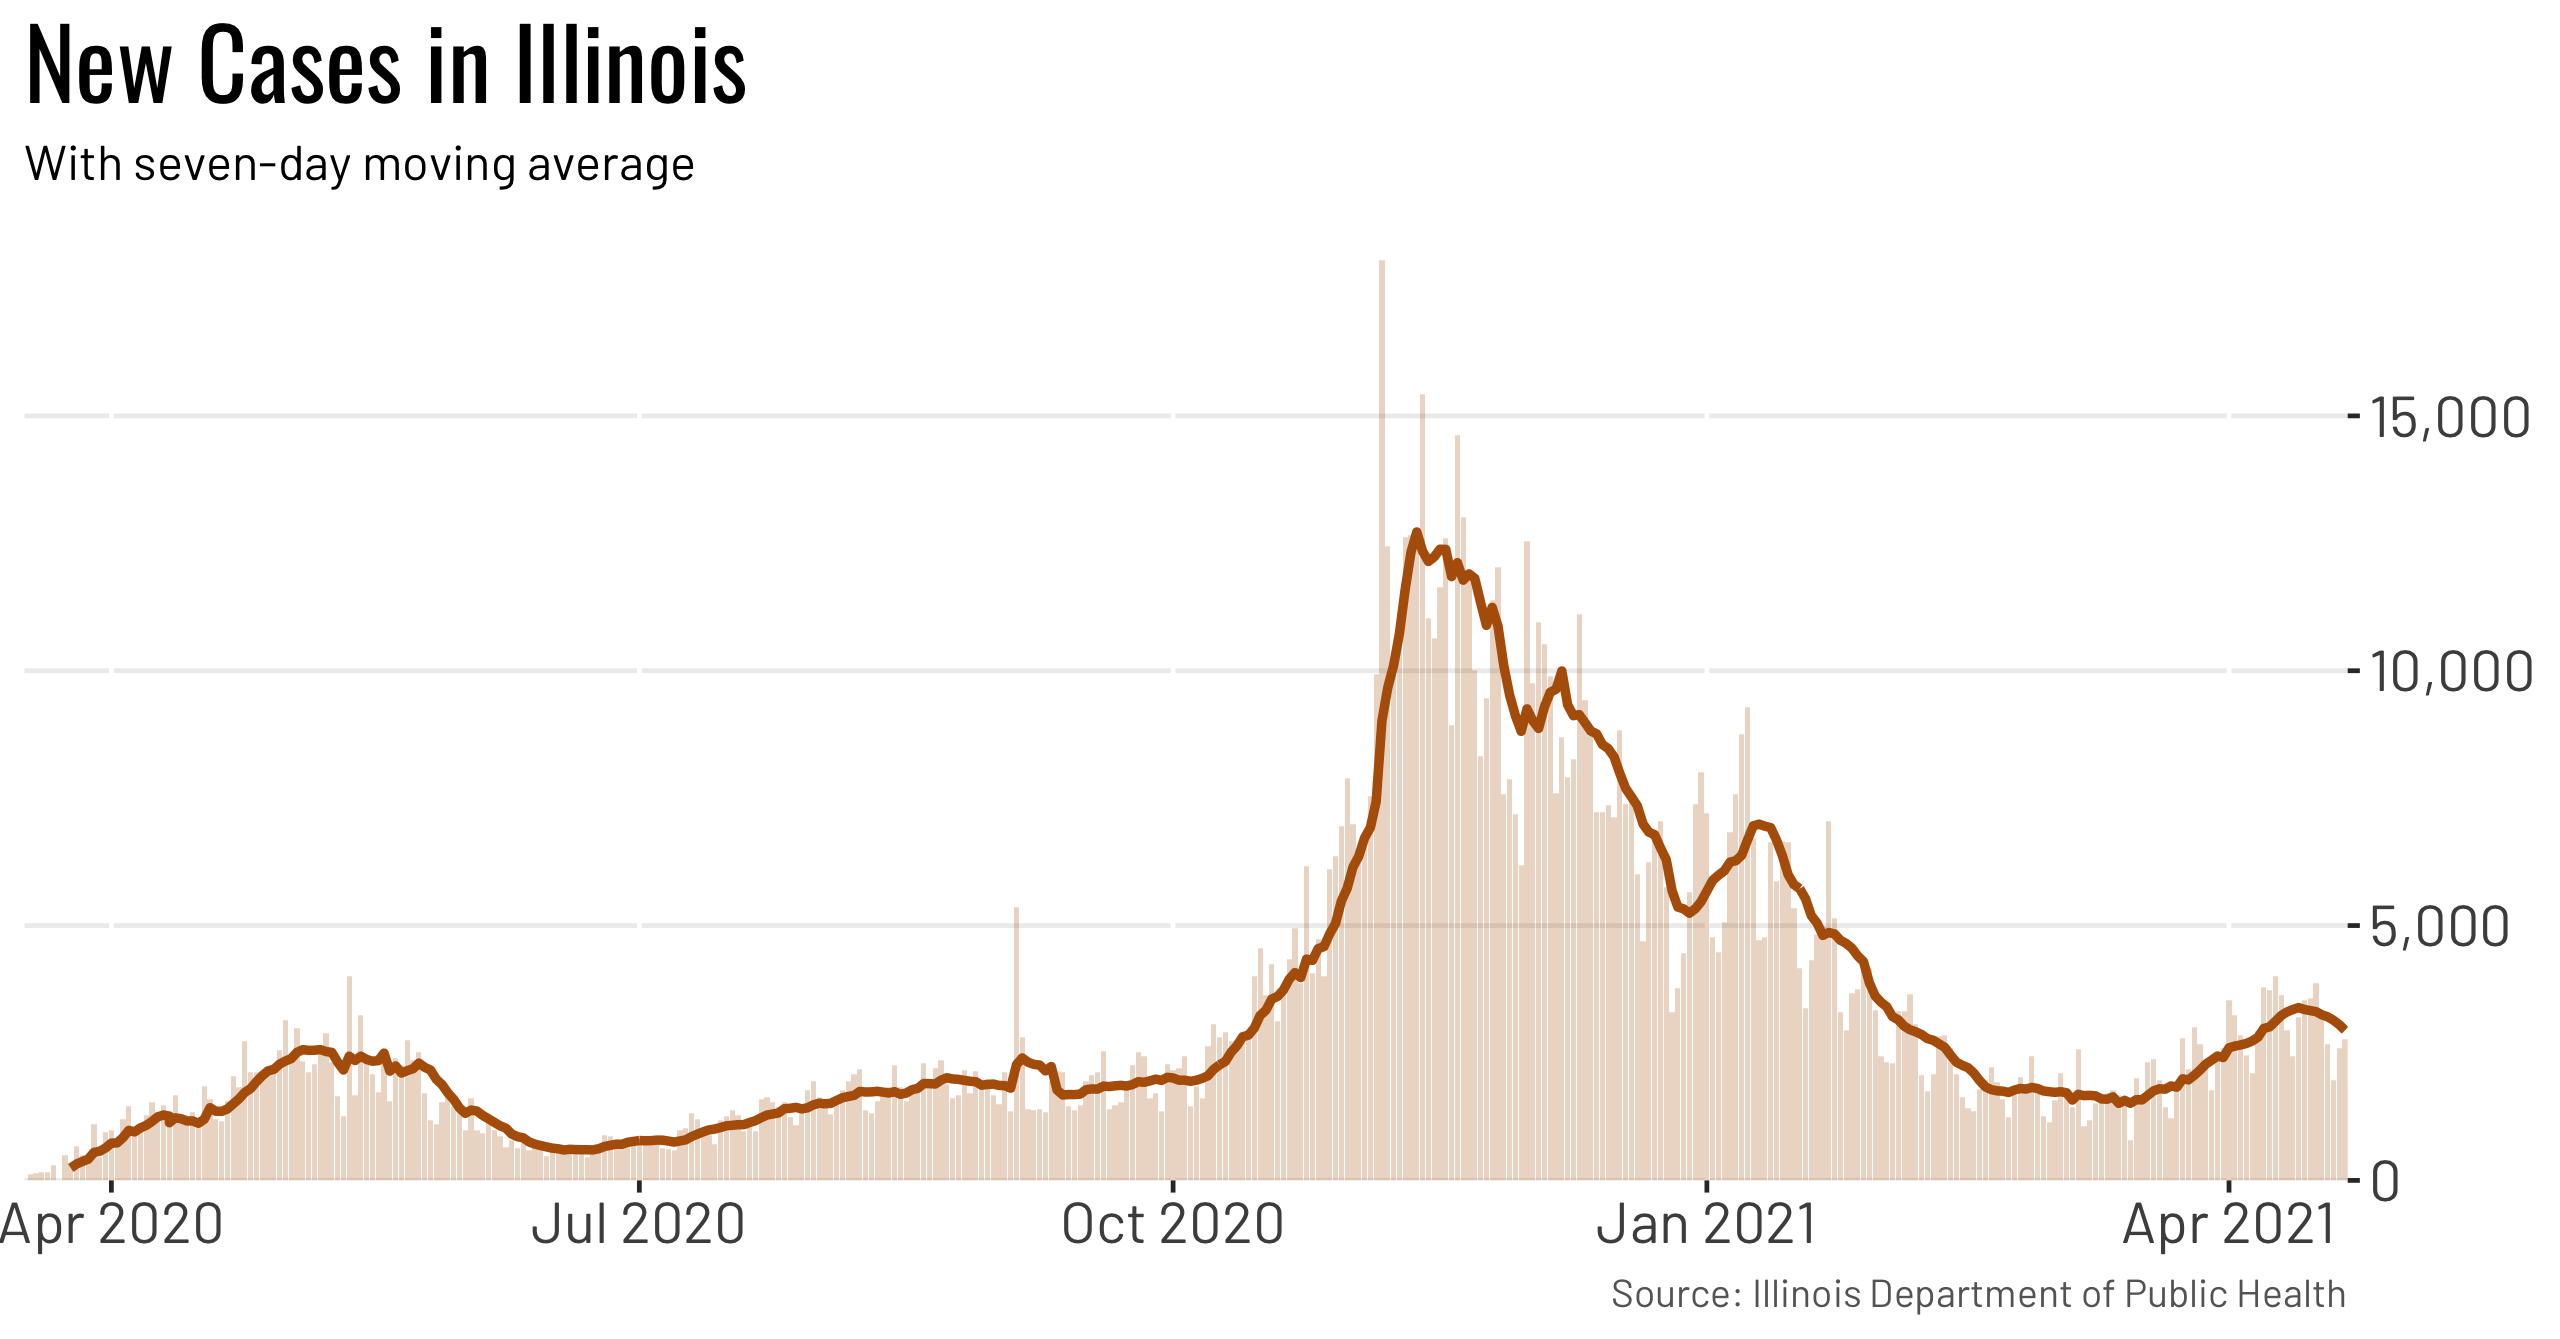 New Cases in Illinois
With seven-day moving average
15,000
10,000
5,000
0
Apr 2020 Jul 2020 Oct 2020 Jan 2021 Apr 2021
Source: Illinois Department of Public Health